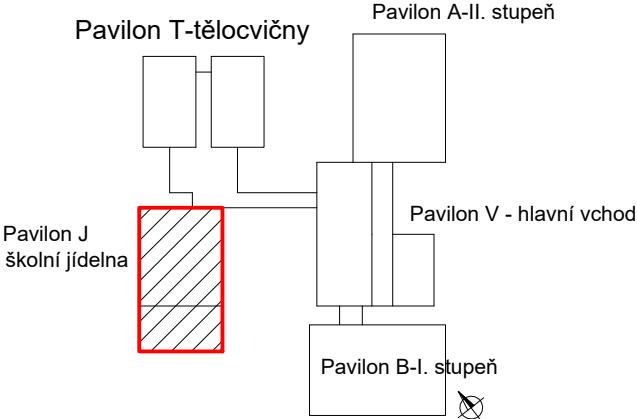 Pavilon A-II. stupeň
Pavilon T-tělocvičny
Pavilon V - hlavní vchod
Pavilon J
školní jídelna
Pavilon B-I. stupeň